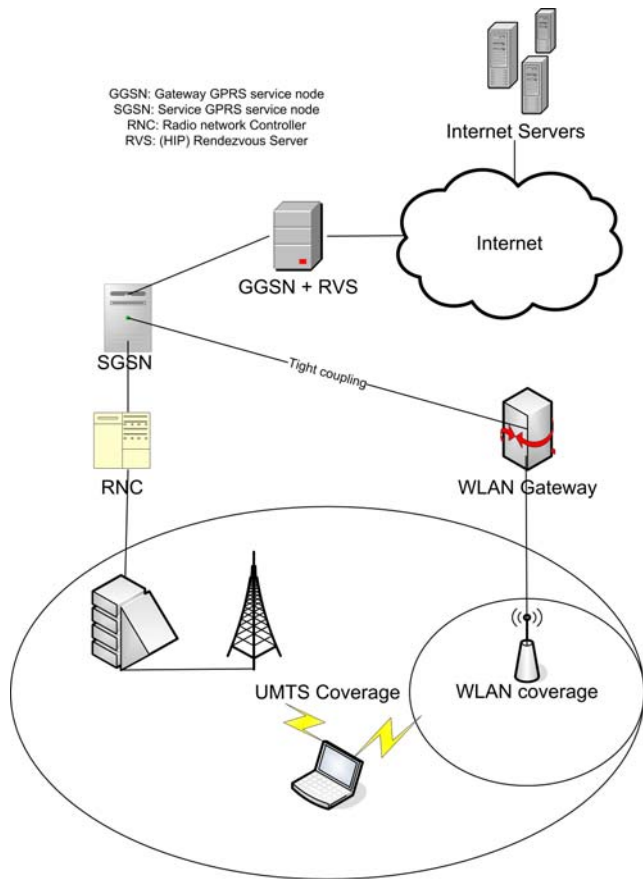 GGSN: Gateway GPRS service node
SGSN: Service GPRS service node
RNC: Radio network Controller
RVS: (HIP) Rendezvous Server
Internet Servers
Internet
GGSN + RVS
SGSN
Tight coupling
RNC
WLAN Gateway
UMTS Coverage
WLAN coverage